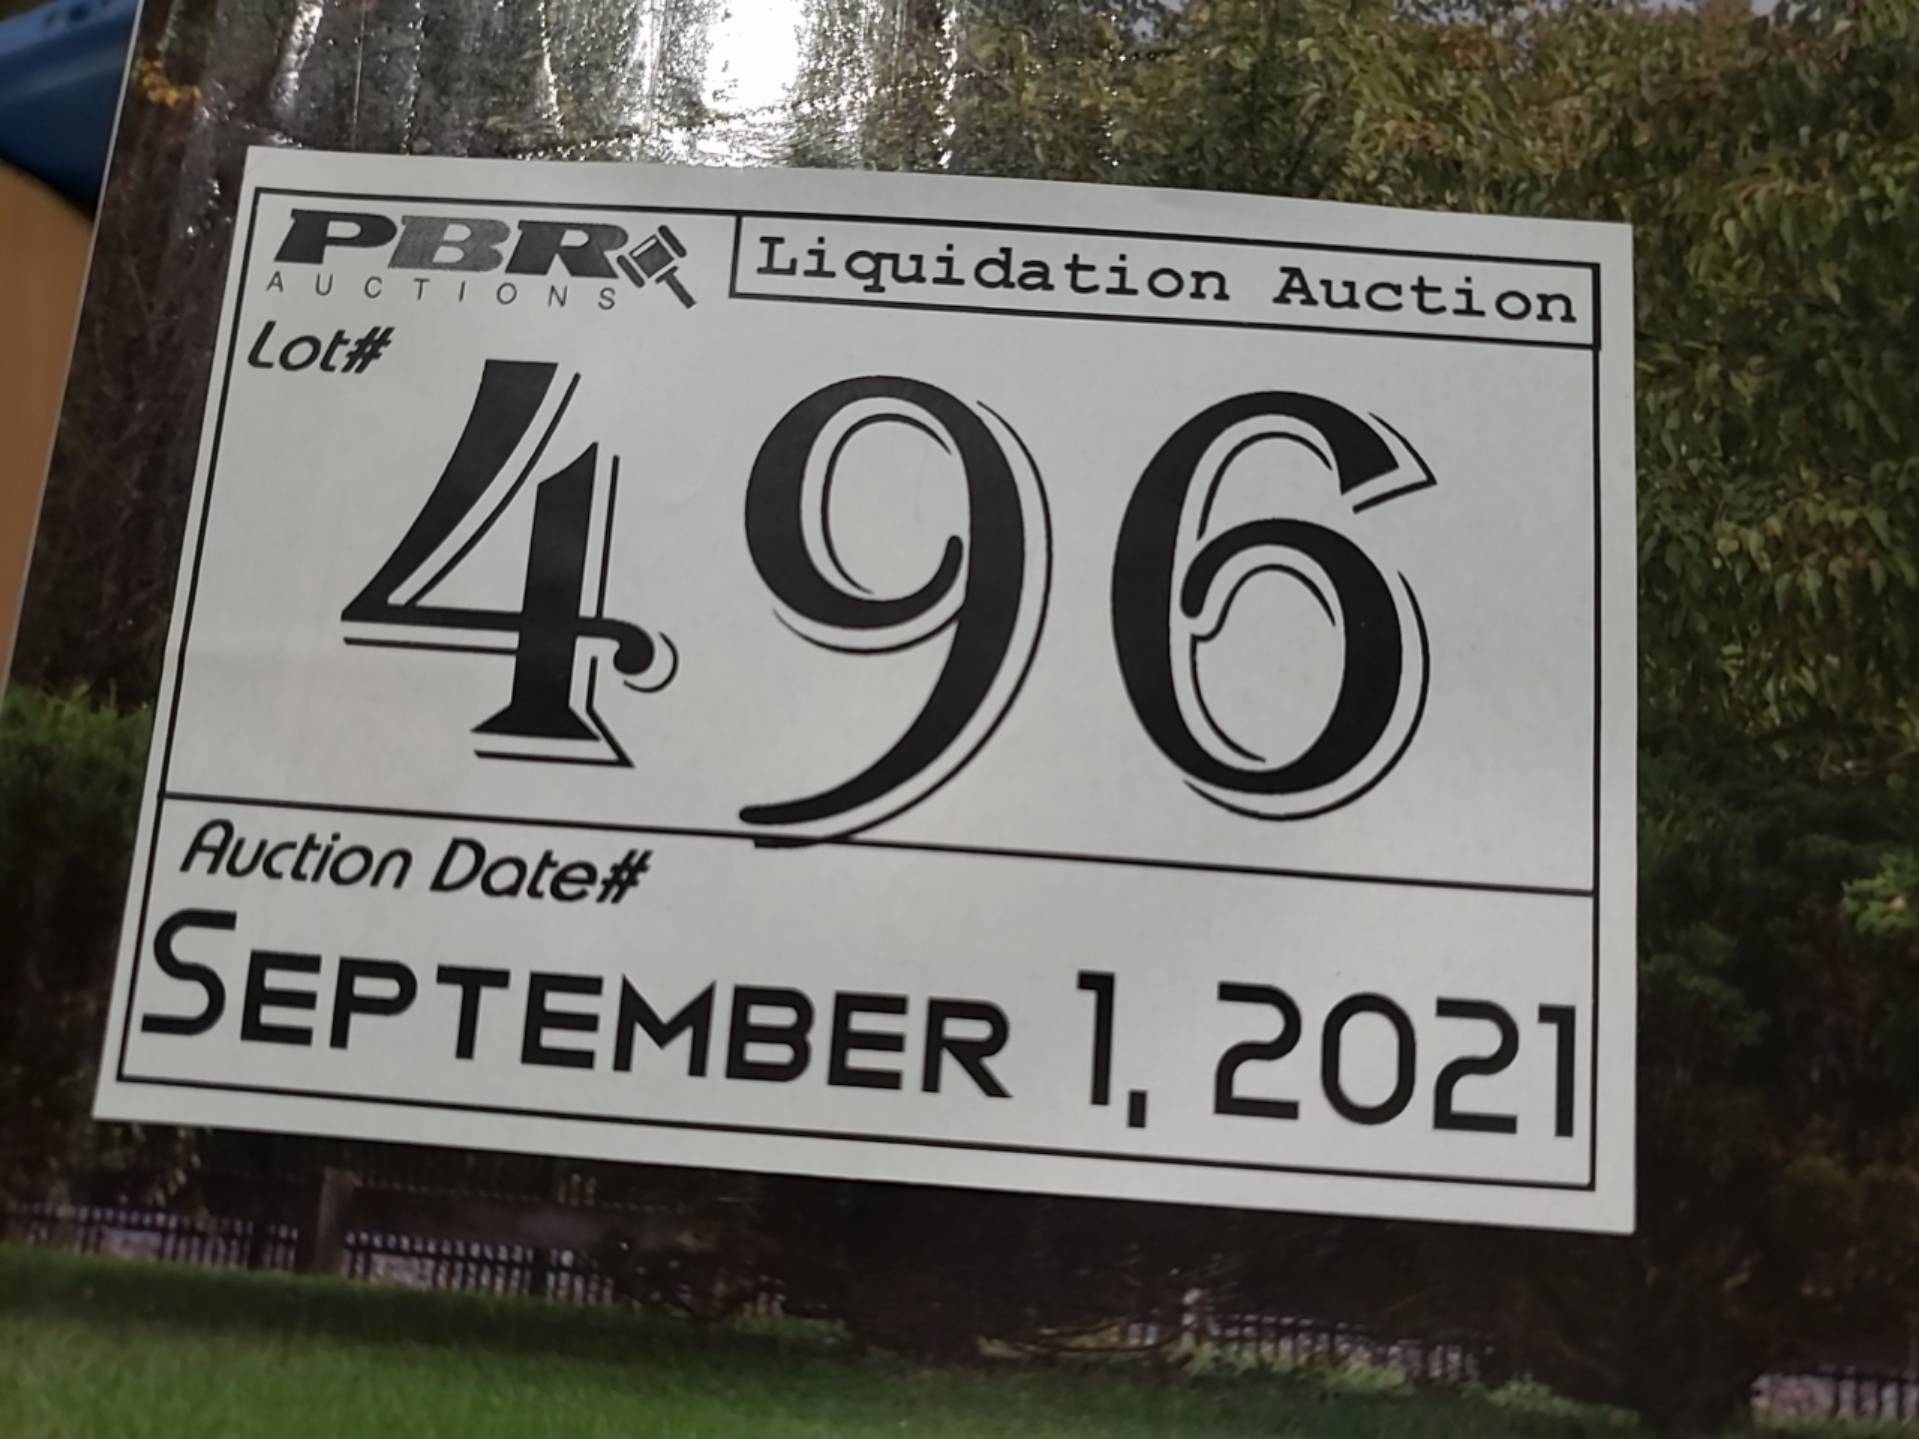 PBR
AUCTIONS
Liquidation Auction
Lot#
496
Auction Date#
SEPTEMBER 1, 2021